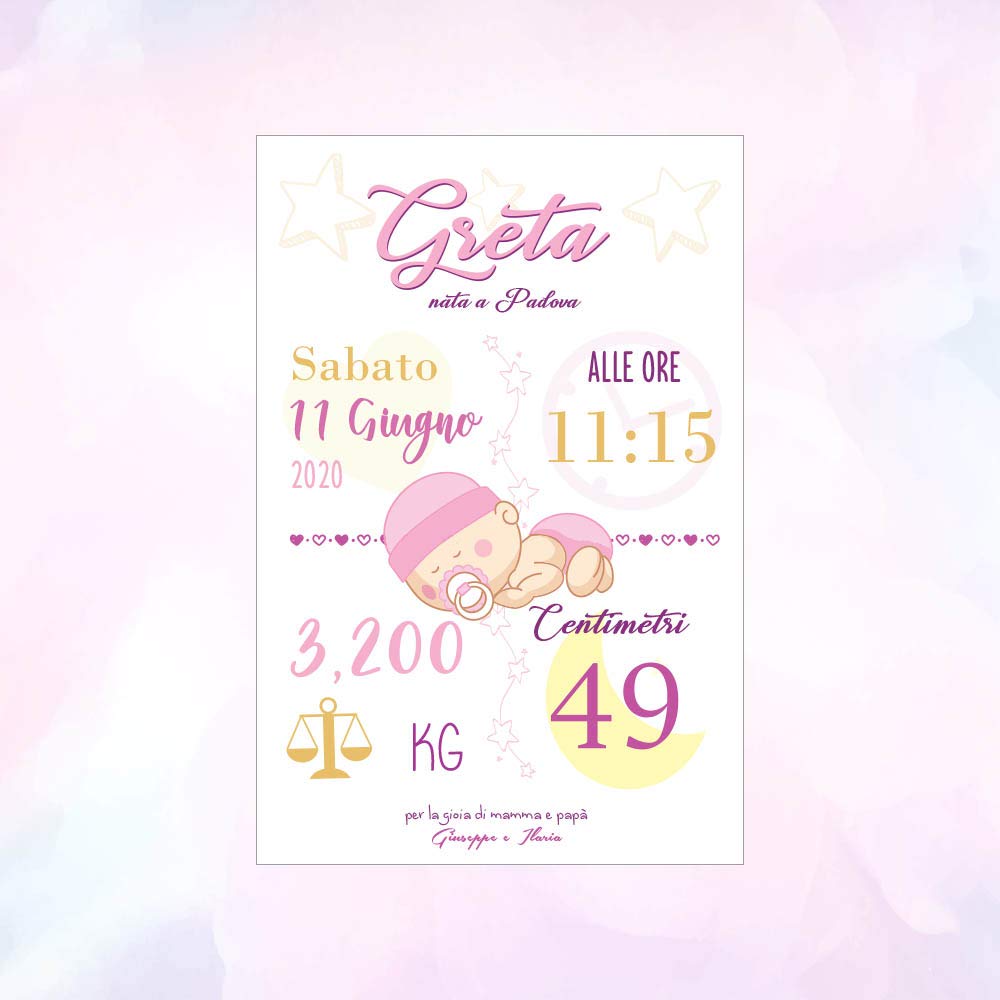 Greta
nata a Padova
Sabato
11 Giugno
2020
ALLE ORE
11:15
3,200
KG
Centimetri
49
per la gioia di mamma e papà
Giuseppe e Ilaria